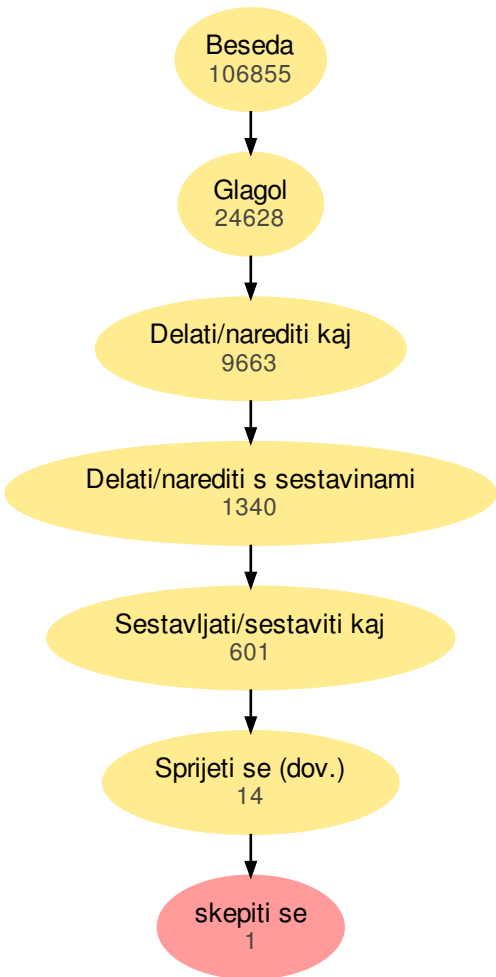 Beseda
106855
Glagol
24628
Delati/narediti kaj
9663
Delati/narediti s sestavinami
1340
Sestavljati/sestaviti kaj
601
Sprijeti se (dov.)
14
skepiti se
1